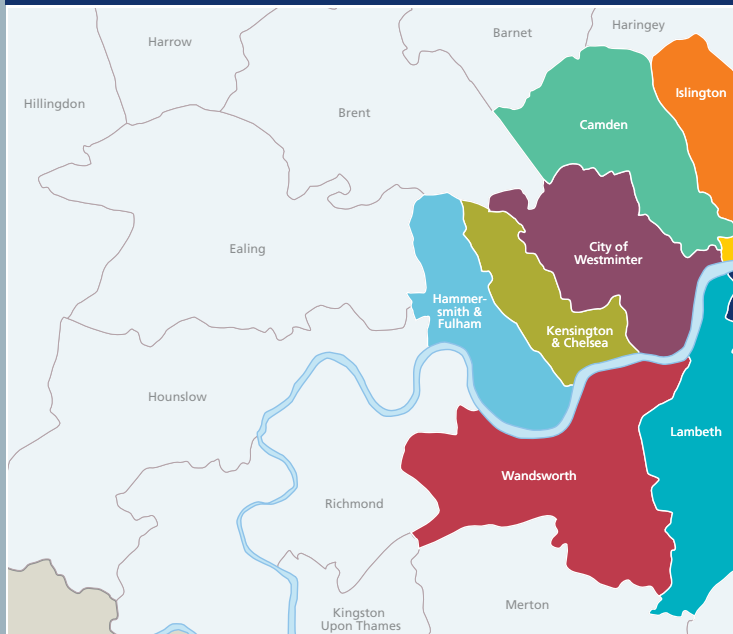 Haringey
Barnet
Harrow
Islington
Hillingdon
Brent
Camden
Ealing
City of
Westminter
Hammer-
smith &
Fulham
Kensington
& Chelsea
Hounslow
Lambeth
Wandsworth
Richmond
Merton
Kingston
Upon Thames